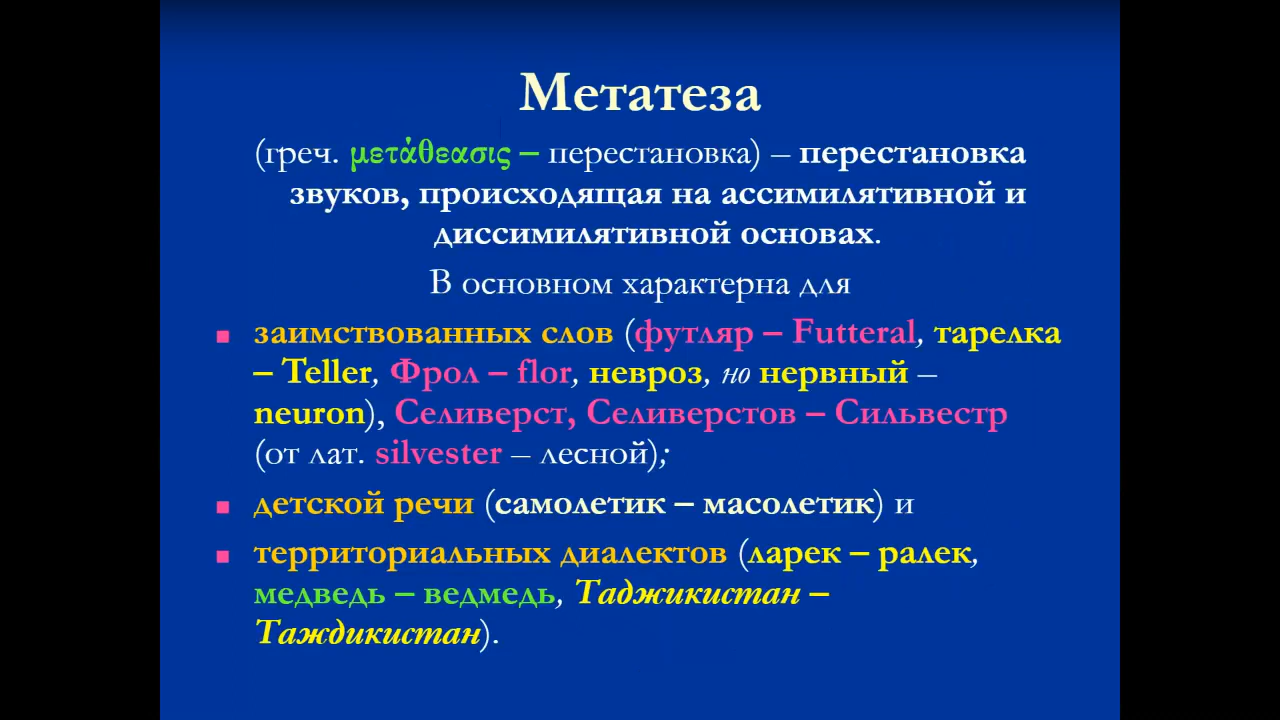 Метатеза
(греч. μετάθεασις – перестановка) – перестановка
звуков, происходящая на ассимилятивной и
диссимилятивной основах.
В основном характерна для
заимствованных слов (футляр – Futteral, тарелка
– Teller, Фрол – flor, невроз, но нервный –
neuron), Селиверст, Селиверстов – Сильвестр
(от лат. silvester – лесной);
детской речи (самолетик – масолетик) и
территориальных диалектов (ларек – ралек,
медведь – ведмедь, Таджикистан –
Таждикистан).